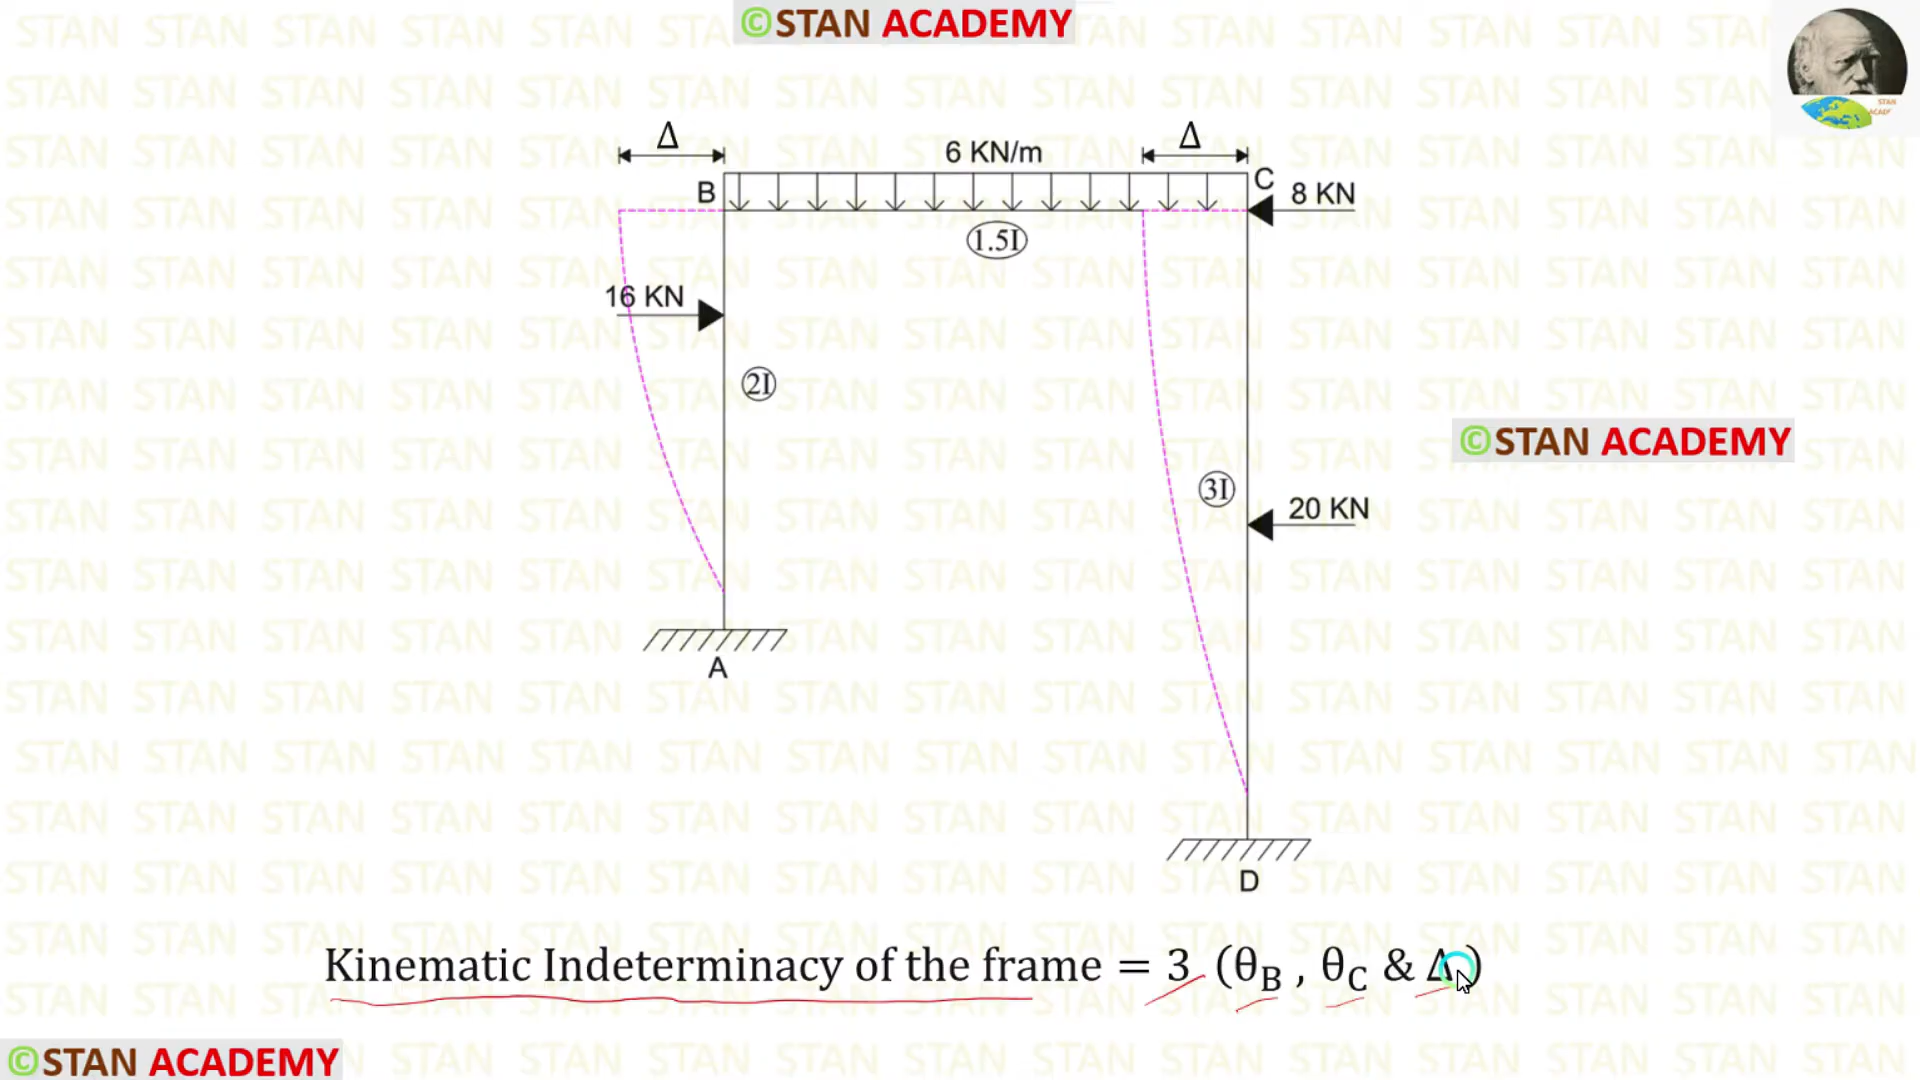 ©STAN ACADEMY
Δ
6 KN/m
Δ
B
C
8 KN
1.5I
16 KN
2I
©STAN ACADEMY
3I
20 KN
A
D
Kinematic Indeterminacy of the frame = 3 (θB , θC & Δ)
©STAN ACADEMY